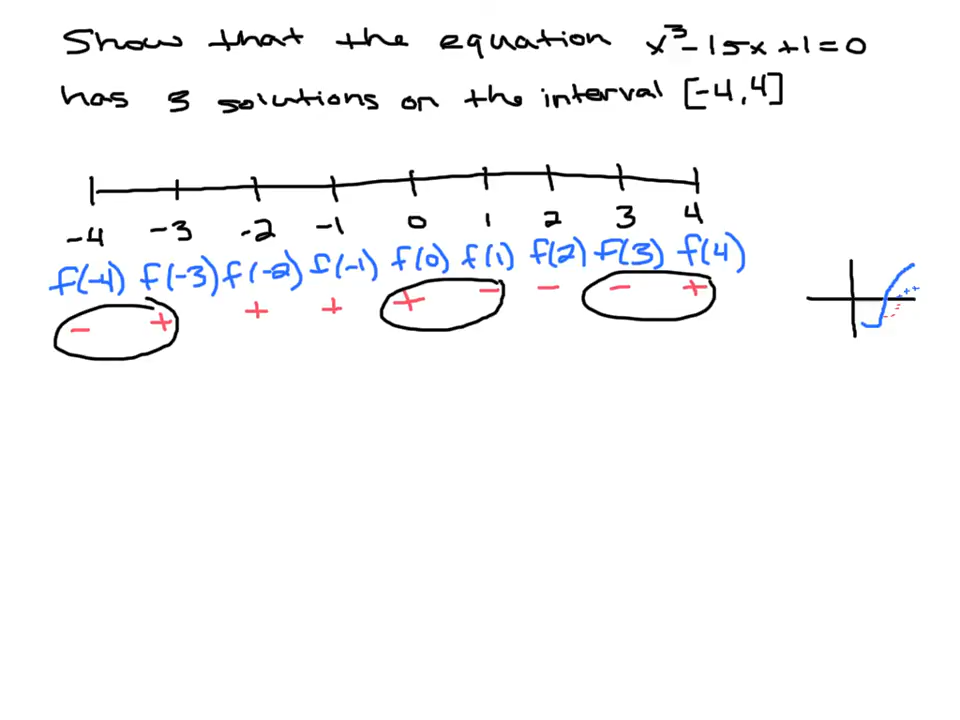 Show that the equation x³-15x+1=0
has 3 solutions on the interval [-4,4]
-4 -3 -2 -1 0 1 2 3 4
f(-4) f(-3) f(-2) f(-1) f(0) f(1) f(2) f(3) f(4)
- + + + + - - - +